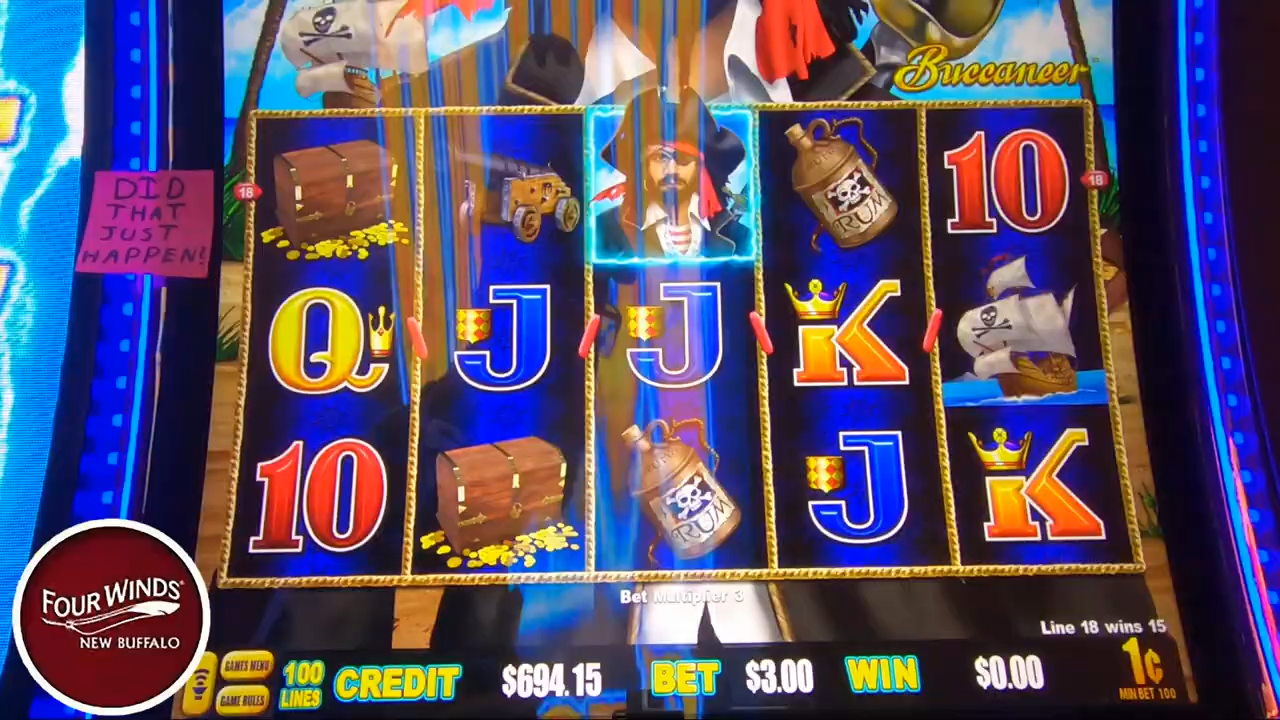 Buccaneer
DID
THAT
JUST
HAPPEN!
18
10
18
RUM
Q
J
J
K
10
RUM
J
K
Bet Multiplier 3
Line 18 wins 15
FOUR WINDS®
NEW BUFFALO
GAMES MENU
GAME RULES
100
LINES
CREDIT
$694.15
BET
$3.00
WIN
$0.00
1¢
MIN BET 100